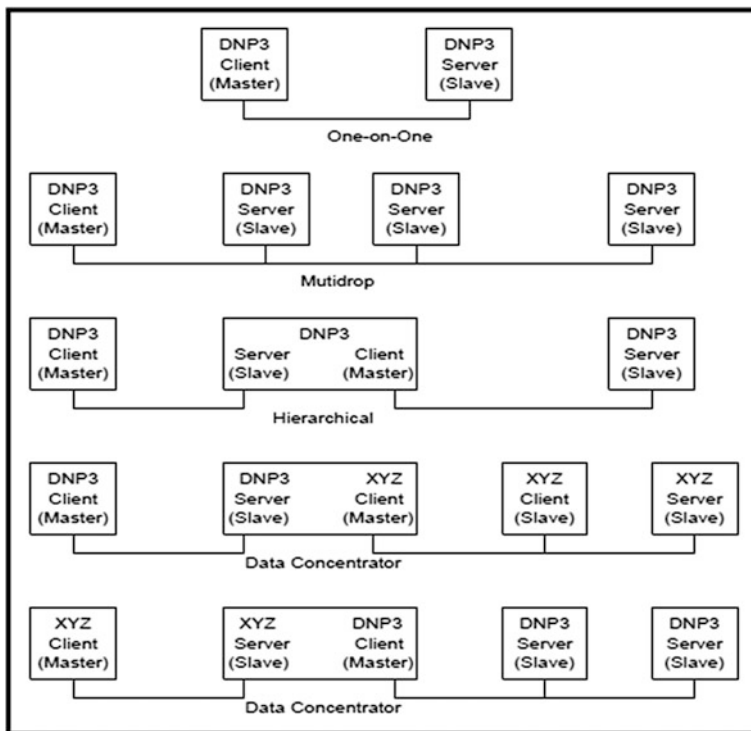 DNP3
Client
(Master)
DNP3
Server
(Slave)
One-on-One
DNP3
Client
(Master)
DNP3
Server
(Slave)
DNP3
Server
(Slave)
DNP3
Server
(Slave)
Mutidrop
DNP3
Client
(Master)
DNP3
Server
(Slave)
Client
(Master)
DNP3
Server
(Slave)
Hierarchical
DNP3
Client
(Master)
DNP3
Server
(Slave)
XYZ
Client
(Master)
XYZ
Client
(Slave)
XYZ
Server
(Slave)
Data Concentrator
XYZ
Client
(Master)
XYZ
Server
(Slave)
DNP3
Client
(Master)
DNP3
Server
(Slave)
DNP3
Server
(Slave)
Data Concentrator